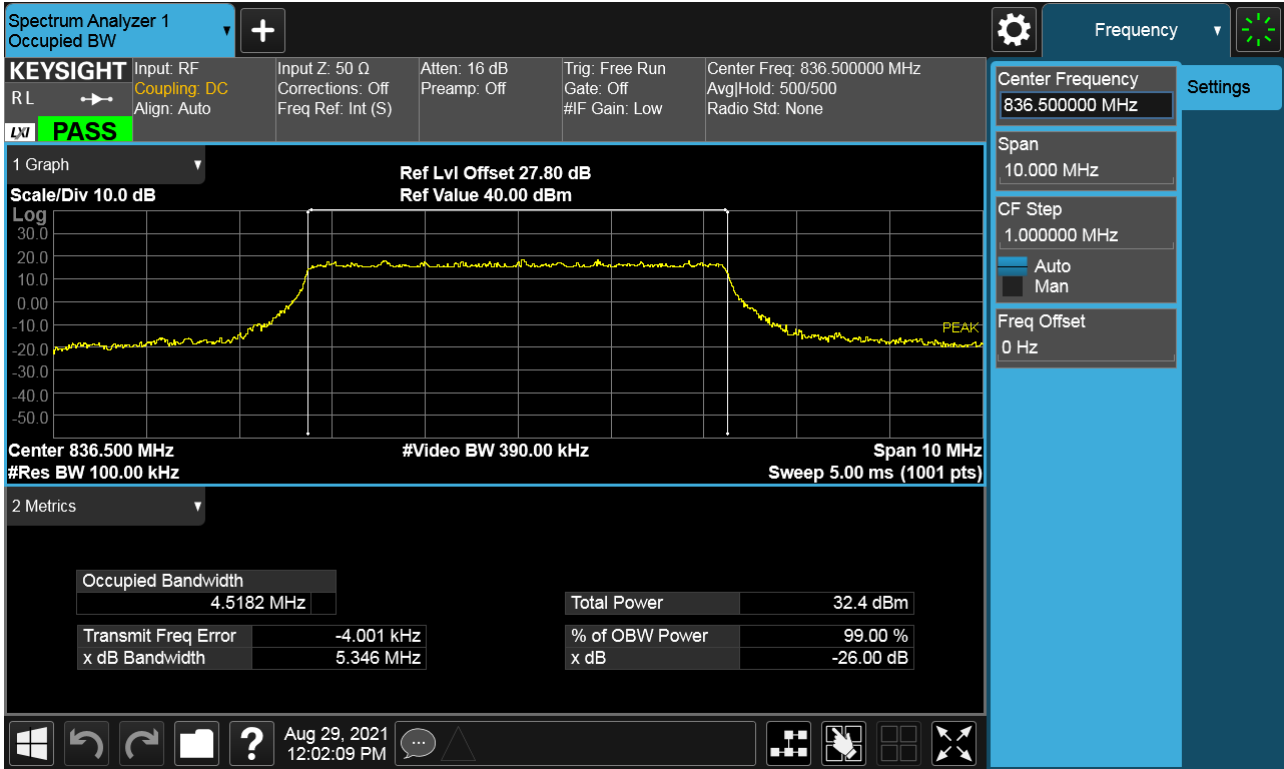 Spectrum Analyzer 1
Occupied BW
Frequency
KEYSIGHT
R L
LXI
PASS
Input: RF
Coupling: DC
Align: Auto
Input Z: 50 Ω
Corrections: Off
Freq Ref: Int (S)
Atten: 16 dB
Preamp: Off
Trig: Free Run
Gate: Off
#IF Gain: Low
Center Freq: 836.500000 MHz
Avg|Hold: 500/500
Radio Std: None
Center Frequency
836.500000 MHz
Settings
Span
10.000 MHz
CF Step
1.000000 MHz
Auto
Man
Freq Offset
0 Hz
1 Graph
Scale/Div 10.0 dB
Ref Lvl Offset 27.80 dB
Ref Value 40.00 dBm
Log
30.0
20.0
10.0
0.00
-10.0
-20.0
-30.0
-40.0
-50.0
PEAK
Center 836.500 MHz
#Video BW 390.00 kHz
Span 10 MHz
#Res BW 100.00 kHz
Sweep 5.00 ms (1001 pts)
2 Metrics
Occupied Bandwidth
4.5182 MHz
Total Power 32.4 dBm
Transmit Freq Error -4.001 kHz
% of OBW Power 99.00 %
x dB Bandwidth 5.346 MHz
x dB -26.00 dB
?
Aug 29, 2021
12:02:09 PM